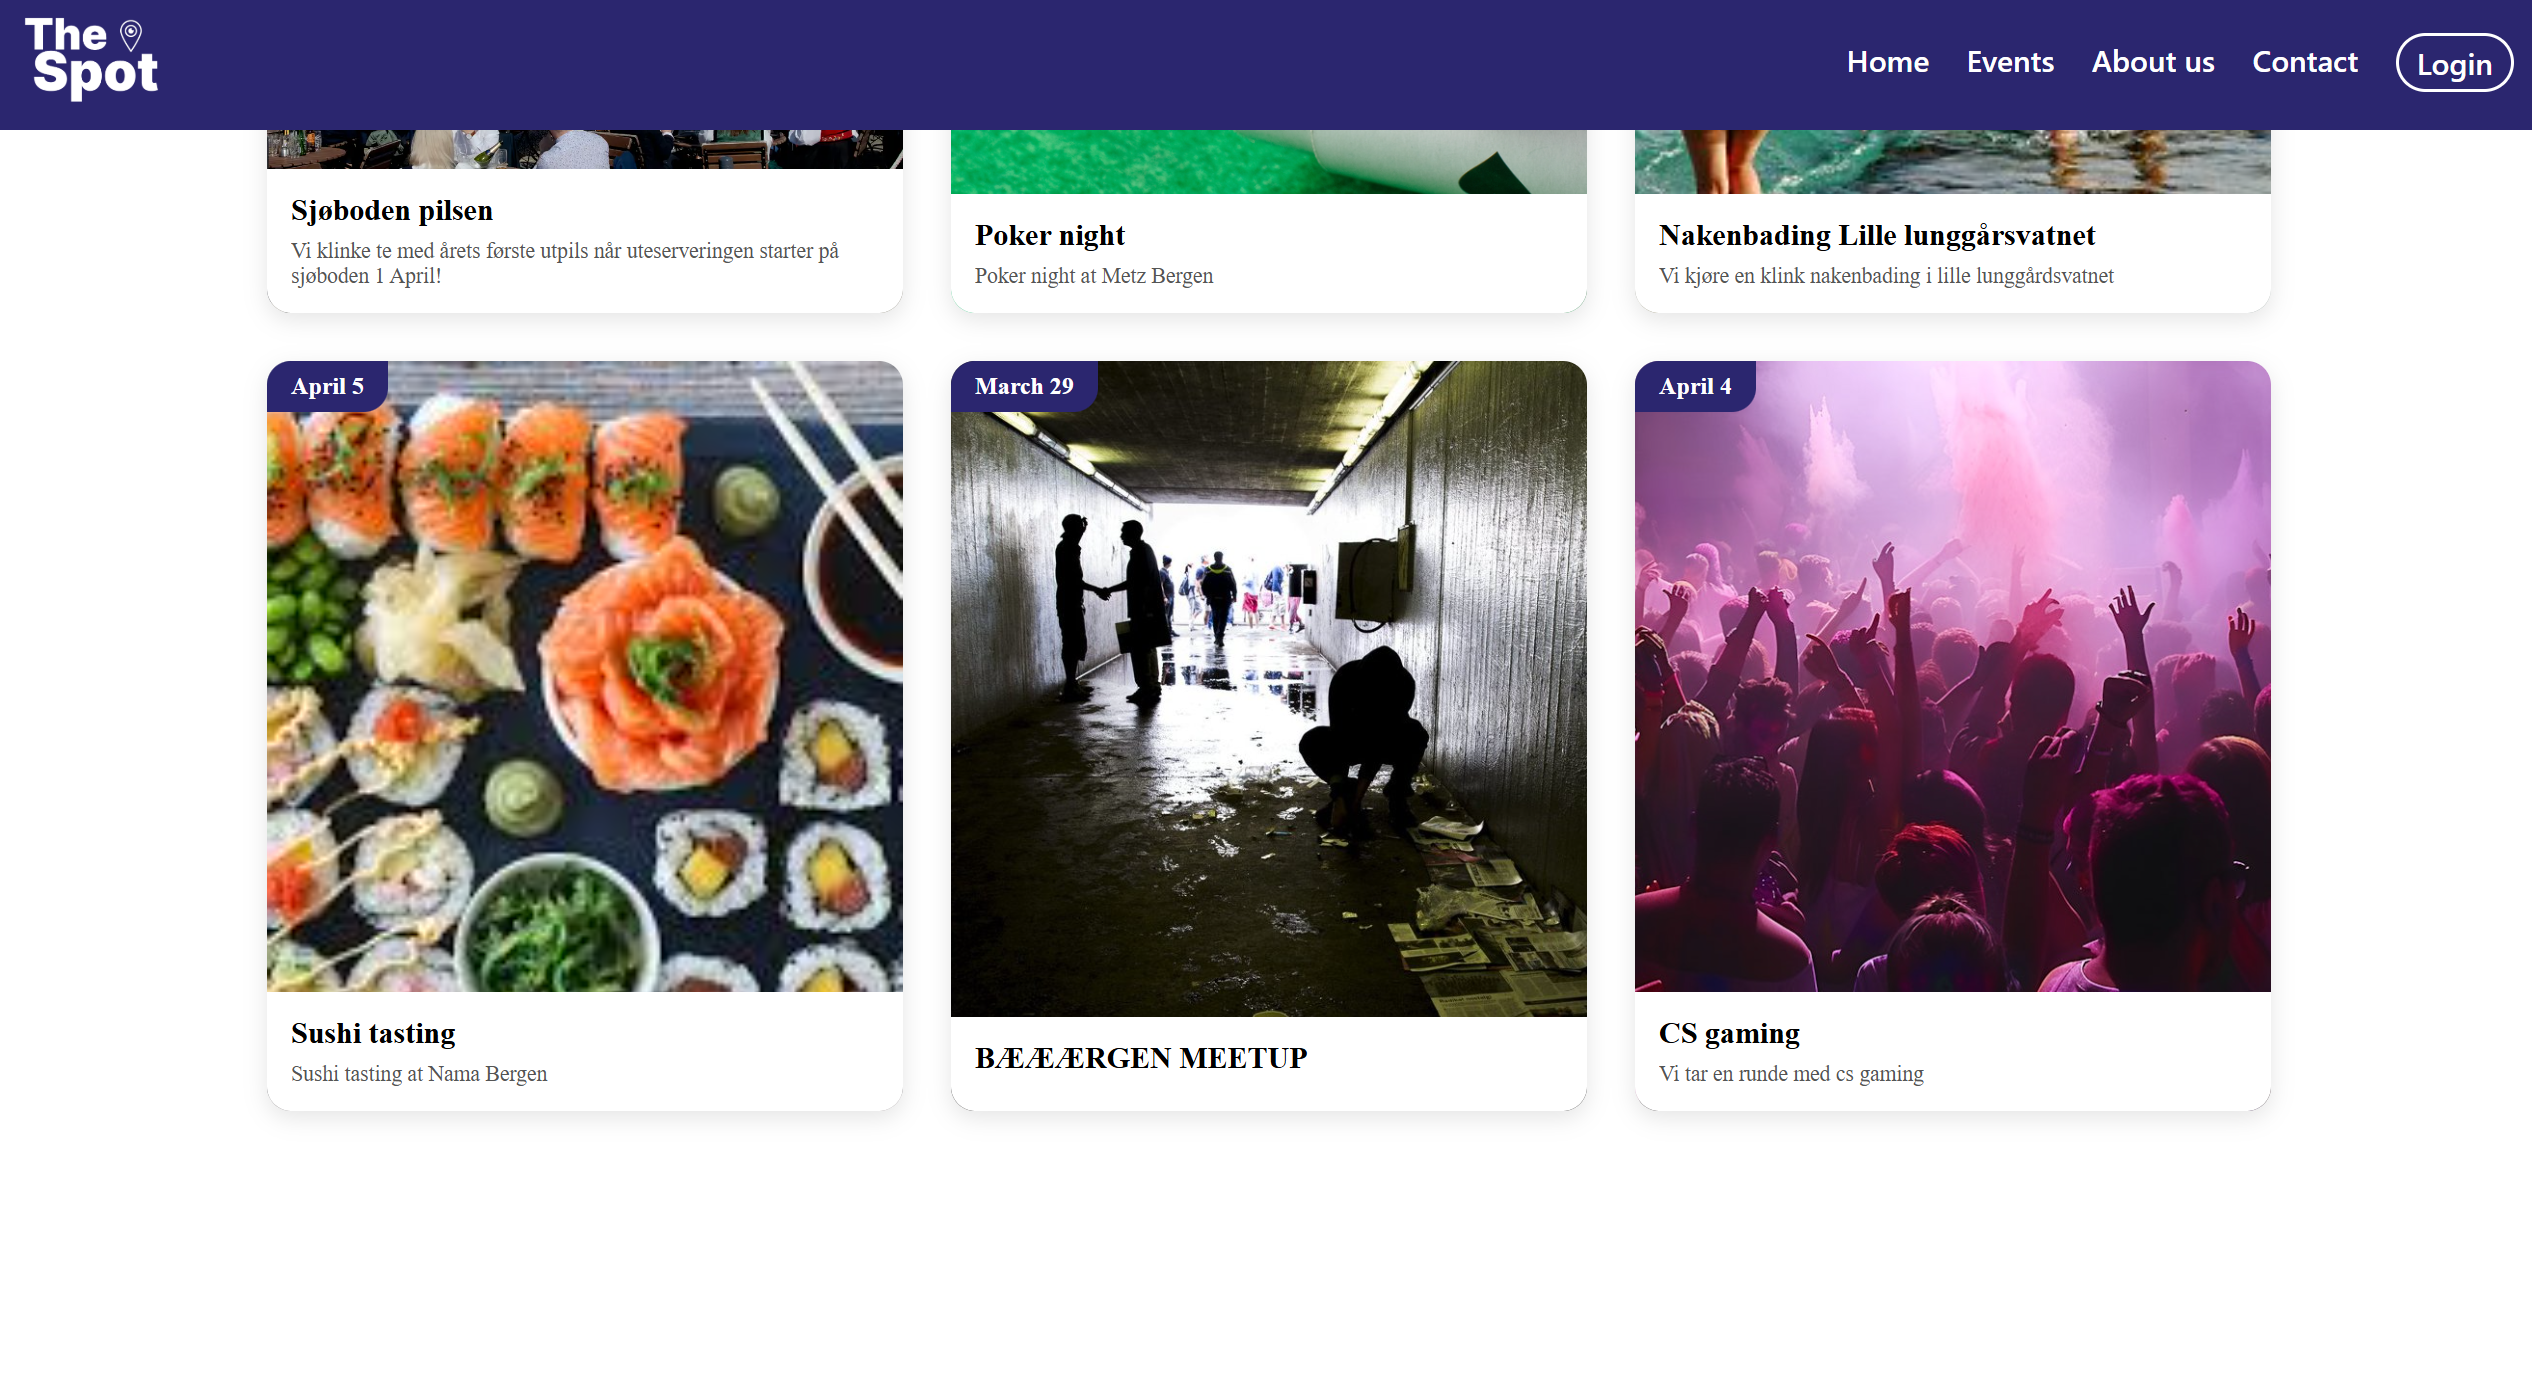 The
Spot
Home Events About us Contact Login
Sjøboden pilsen
Vi klinke te med årets første utpils når uteserveringen starter på
sjøboden 1 April!
Poker night
Poker night at Metz Bergen
Nakenbading Lille lunggårsvatnet
Vi kjøre en klink nakenbading i lille lunggårdsvatnet
April 5
Sushi tasting
Sushi tasting at Nama Bergen
March 29
BÆÆÆRGEN MEETUP
April 4
CS gaming
Vi tar en runde med cs gaming